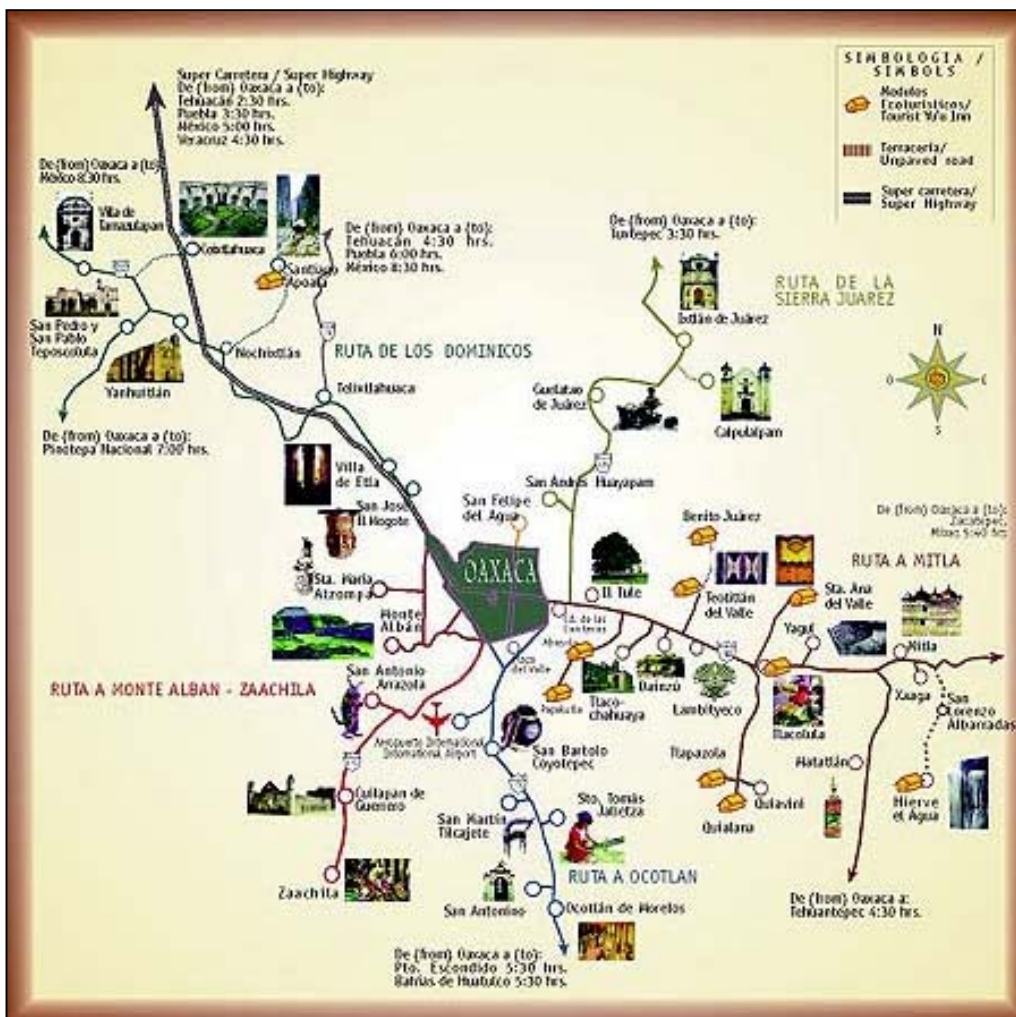 SIMBOLOGIA /
SIMBOLS
Modulos
Ecoturisticos/
Tourist Inn
Terraceria/
Unpaved road
Super carretera/
Super Highway
Super Carretera / Super Highway
De (from) Oaxaca a (to):
Tehuacán 2:30 hrs.
Puebla 3:30 hrs.
México 5:00 hrs.
Veracruz 4:30 hrs.
De (from) Oaxaca a (to):
México 8:30 hrs.
Villa de
Tamazulapan
Coixtlahuaca
Santiago
Apoala
De (from) Oaxaca a (to):
Tehuacán 4:30 hrs.
Puebla 6:00 hrs.
México 8:30 hrs.
De (from) Oaxaca a (to):
Tuxtepec 3:30 hrs.
RUTA DE LA
SIERRA JUAREZ
Ixtlán de Juárez
San Pedro y
San Pablo
Teposcolula
Yanhuitlán
Nochixtlán
RUTA DE LOS DOMINICOS
Telixtlahuaca
Guelatao
de Juárez
Calpulalpam
N
O
E
S
De (from) Oaxaca a (to):
Pinotepa Nacional 7:00 hrs.
Villa
de Etla
San José
El Mogote
San Felipe
del Agua
San Andrés Huayapam
Benito Juárez
De (from) Oaxaca a (to):
Zacatepec,
Mixes 5:40 hrs
RUTA A MITLA
OAXACA
El Tule
Teotitlán
del Valle
Sta. Ana
del Valle
Yagul
Mitla
Sta. María
Atzompa
Monte
Albán
San Antonio
Arrazola
RUTA A MONTE ALBAN - ZAACHILA
Aeropuerto Internacional
International Airport
San Bartolo
Coyotepec
Tlaco-
chahuaya
Dainzú
Lambityeco
Tlacolula
Xaaga
San
Lorenzo
Albarradas
Tlapazola
Matatlán
Quiavini
Quialana
Hierve
el Agua
Cuilapan de
Guerrero
San Martín
Tilcajete
Sto. Tomás
Jalietza
Zaachila
RUTA A OCOTLAN
San Antonino
Ocotlán de Morelos
De (from) Oaxaca a:
Tehuantepec 4:30 hrs.
De (from) Oaxaca a (to):
Pto. Escondido 5:30 hrs.
Bahías de Huatulco 5:30 hrs.